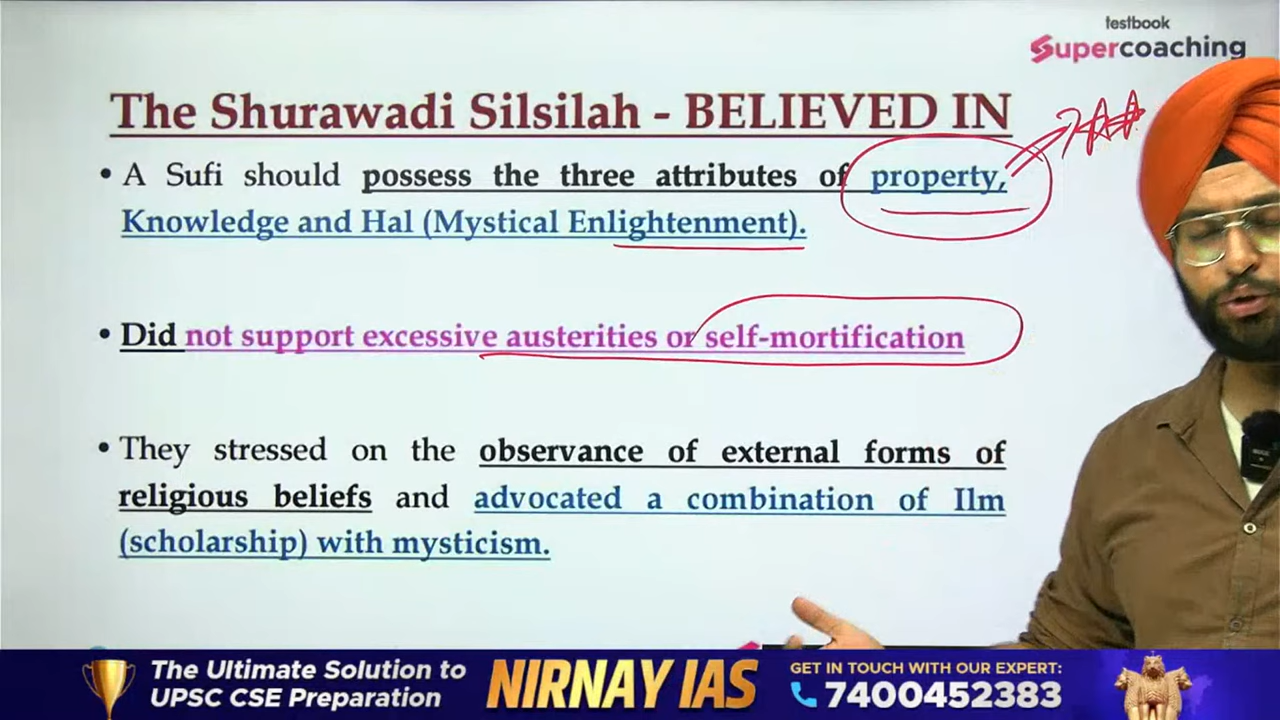 testbook
Supercoaching
The Shurawadi Silsilah - BELIEVED IN
• A Sufi should possess the three attributes of property,
Knowledge and Hal (Mystical Enlightenment).
• Did not support excessive austerities or self-mortification
• They stressed on the observance of external forms of
religious beliefs and advocated a combination of Ilm
(scholarship) with mysticism.
The Ultimate Solution to
UPSC CSE Preparation
NIRNAY IAS
GET IN TOUCH WITH OUR EXPERT:
7400452383